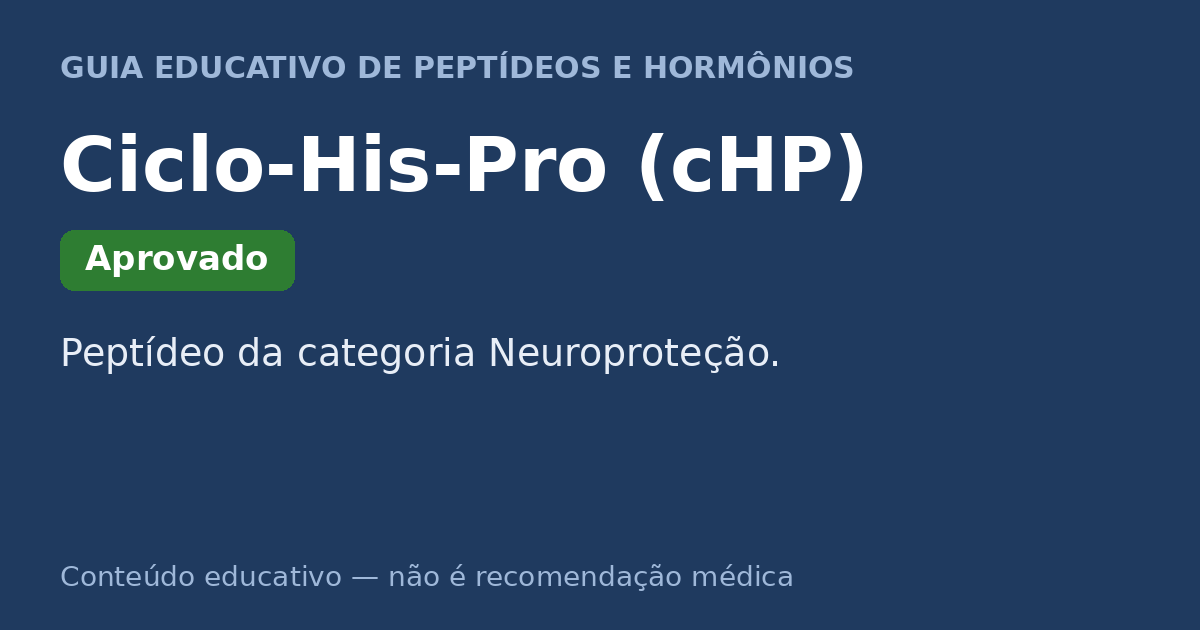 GUIA EDUCATIVO DE PEPTÍDEOS E HORMÔNIOS
Ciclo-His-Pro (cHP)
Aprovado
Peptídeo da categoria Neuroproteção.
Conteúdo educativo — não é recomendação médica